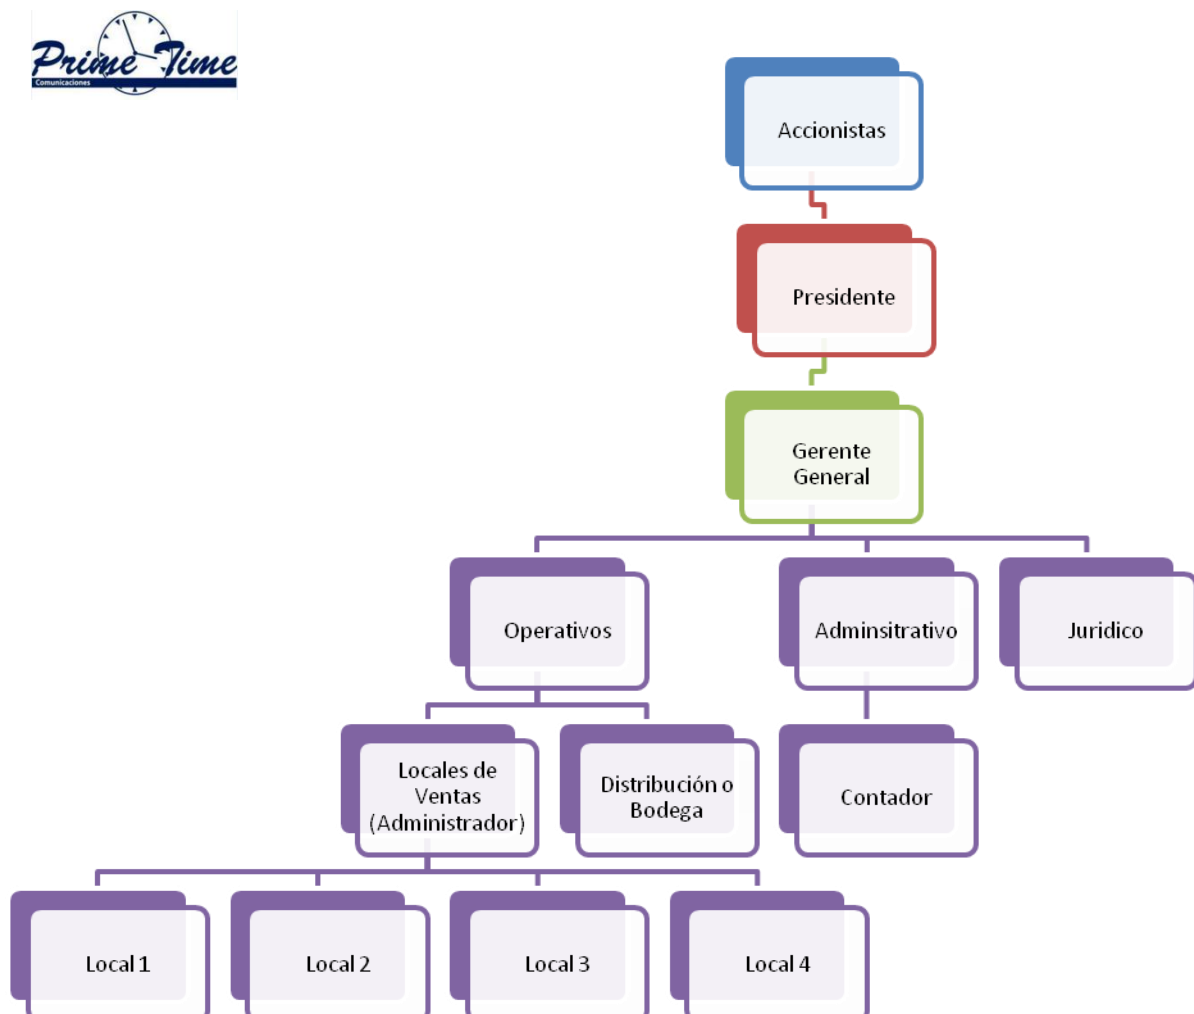 Prime Time
Comunicaciones
Accionistas
Presidente
Gerente
General
Operativos
Adminsitrativo
Juridico
Locales de
Ventas
(Administrador)
Distribución o
Bodega
Contador
Local 1
Local 2
Local 3
Local 4